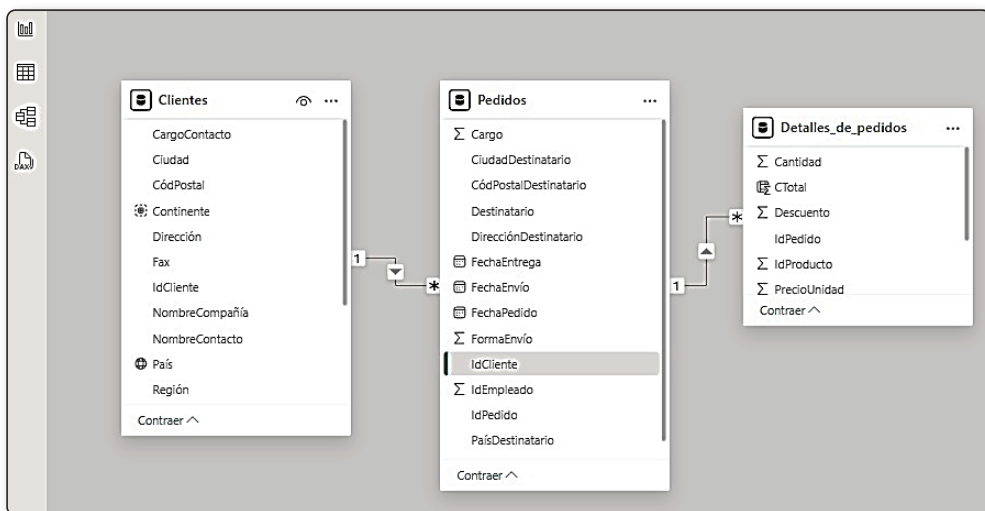 DAX
Clientes
CargoContacto
Ciudad
CódPostal
Continente
Dirección
Fax
IdCliente
NombreCompañía
NombreContacto
País
Región
Contraer
1
*
Pedidos
Cargo
CiudadDestinatario
CódPostalDestinatario
Destinatario
DirecciónDestinatario
FechaEntrega
FechaEnvío
FechaPedido
FormaEnvío
IdCliente
IdEmpleado
IdPedido
PaísDestinatario
Contraer
1
*
Detalles_de_pedidos
Cantidad
CTotal
Descuento
IdPedido
IdProducto
PrecioUnidad
Contraer